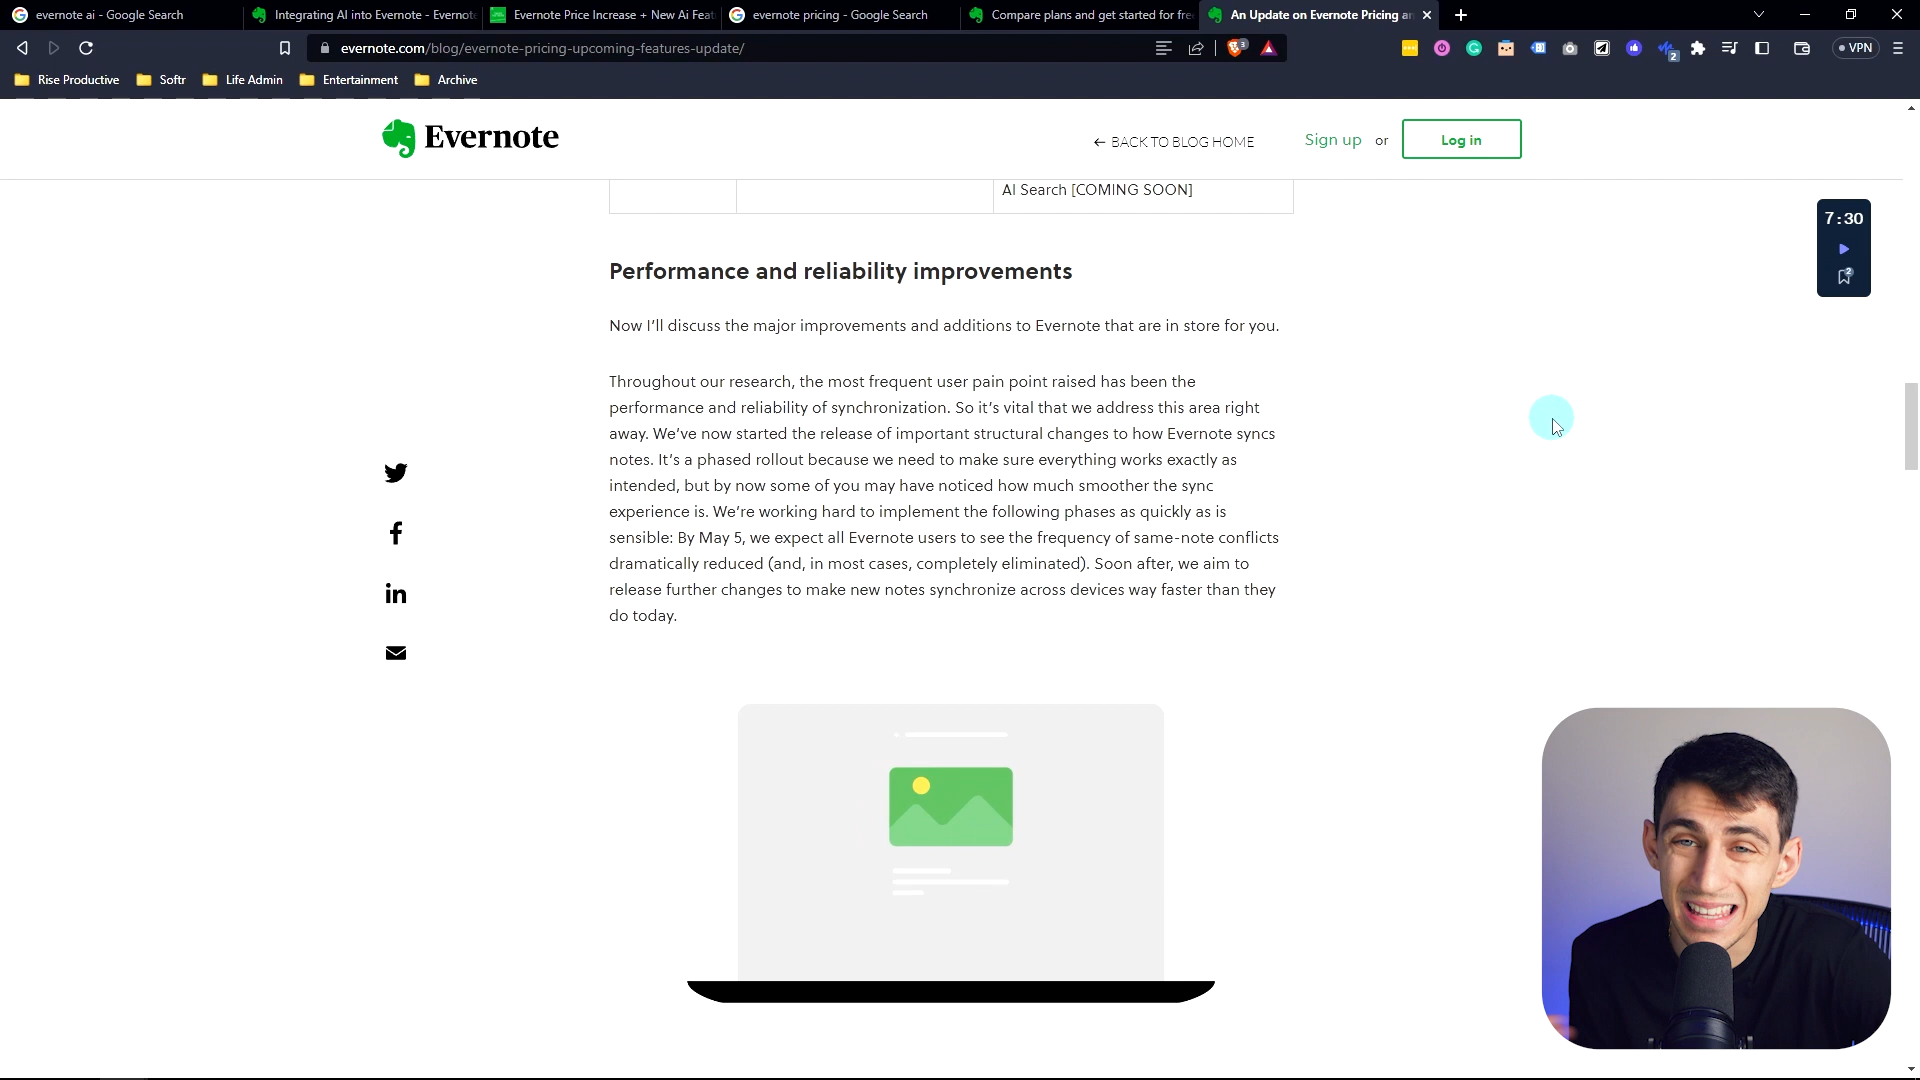 evernote ai - Google Search
Integrating AI into Evernote - Evernote
Evernote Price Increase + New Ai Feat
evernote pricing - Google Search
Compare plans and get started for fre
An Update on Evernote Pricing an
evernote.com/blog/evernote-pricing-upcoming-features-update/
3
2
VPN
Rise Productive
Softr
Life Admin
Entertainment
Archive
Evernote
← BACK TO BLOG HOME
Sign up or
Log in
AI Search [COMING SOON]
7:30
2
Performance and reliability improvements
Now I’ll discuss the major improvements and additions to Evernote that are in store for you.
Throughout our research, the most frequent user pain point raised has been the
performance and reliability of synchronization. So it’s vital that we address this area right
away. We’ve now started the release of important structural changes to how Evernote syncs
notes. It’s a phased rollout because we need to make sure everything works exactly as
intended, but by now some of you may have noticed how much smoother the sync
experience is. We’re working hard to implement the following phases as quickly as is
sensible: By May 5, we expect all Evernote users to see the frequency of same-note conflicts
dramatically reduced (and, in most cases, completely eliminated). Soon after, we aim to
release further changes to make new notes synchronize across devices way faster than they
do today.